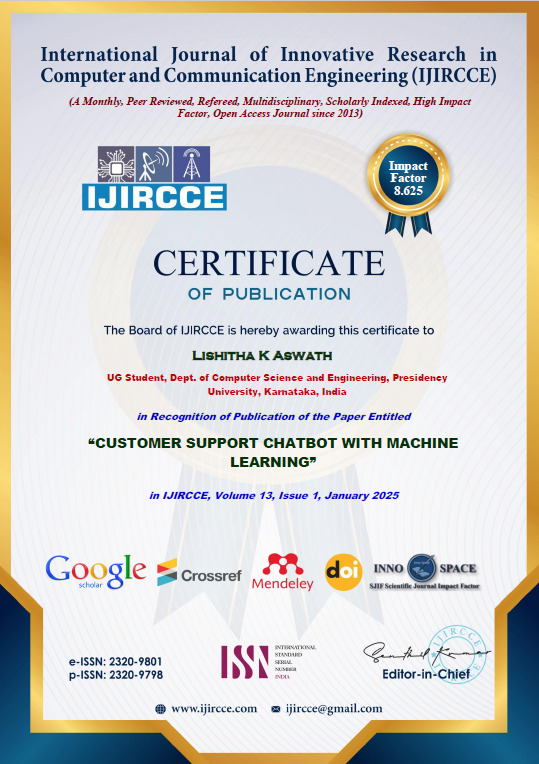 International Journal of Innovative Research in
Computer and Communication Engineering (IJIRCCE)
(A Monthly, Peer Reviewed, Refereed, Multidisciplinary, Scholarly Indexed, High Impact
Factor, Open Access Journal since 2013)
IJIRCCE
Impact
Factor
8.625
CERTIFICATE
OF PUBLICATION
The Board of IJIRCCE is hereby awarding this certificate to
LISHITHA K ASWATH
UG Student, Dept. of Computer Science and Engineering, Presidency
University, Karnataka, India
in Recognition of Publication of the Paper Entitled
“CUSTOMER SUPPORT CHATBOT WITH MACHINE
LEARNING”
in IJIRCCE, Volume 13, Issue 1, January 2025
Google
scholar
Crossref
Mendeley
doi
INNO SPACE
SJIF Scientific Journal Impact Factor
e-ISSN: 2320-9801
p-ISSN: 2320-9798
ISSN
INTERNATIONAL
STANDARD
SERIAL
NUMBER
INDIA
Senthil Kumar
IJIRCCE
Editor-in-Chief
www.ijircce.com
ijircce@gmail.com